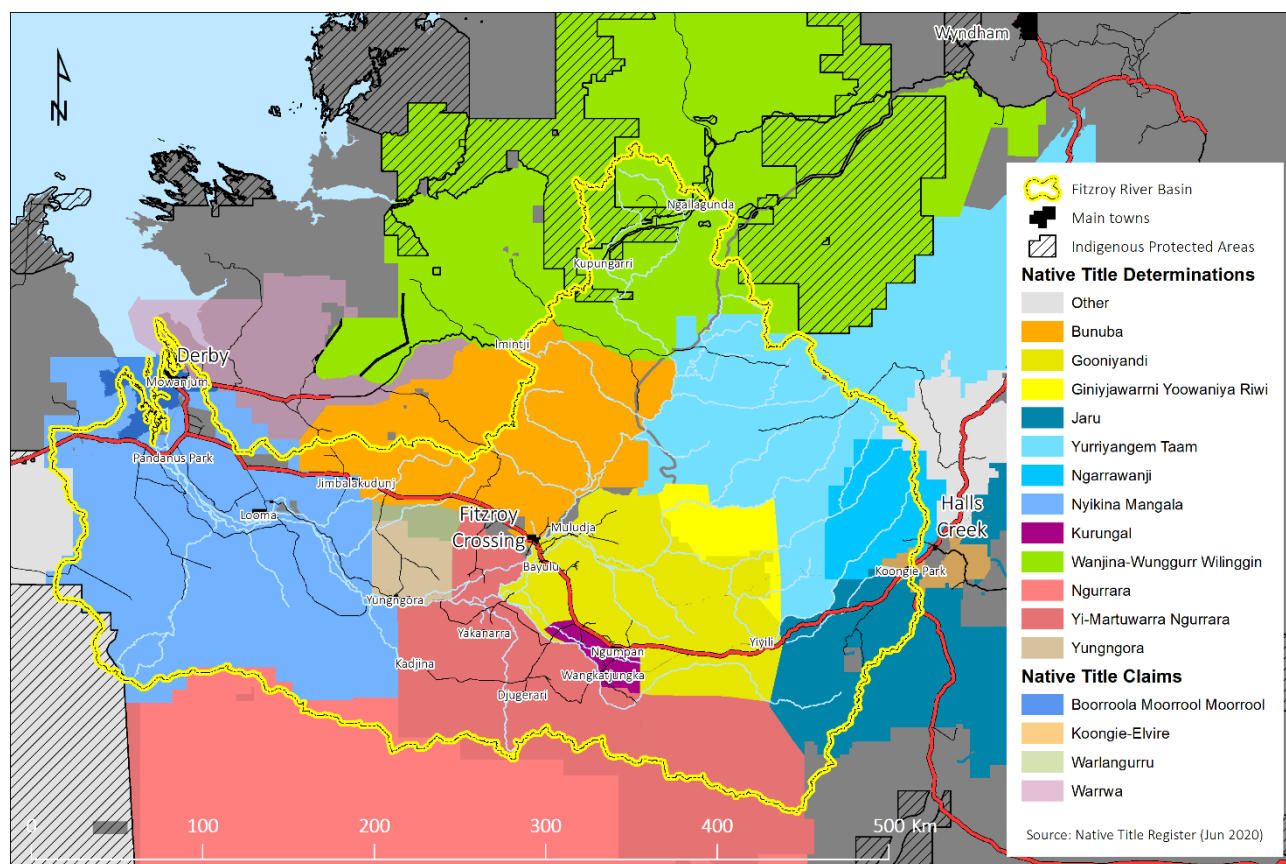 Wyndham
N
Ngallagunda
Kupungarri
Imintji
Derby
Mowanjum
Pandanus Park
Jimbalakudunj
Looma
Fitzroy
Crossing
Muludja
Bayulu
Halls
Creek
Koongie Park
Yungngora
Yakanarra
Ngumpan
Yiyili
Kadjina
Wangkatjungka
Djugerari
0 100 200 300 400 500 Km
Fitzroy River Basin
Main towns
Indigenous Protected Areas
Native Title Determinations
Other
Bunuba
Gooniyandi
Giniyjawarrni Yoowaniya Riwi
Jaru
Yurriyangem Taam
Ngarrawanji
Nyikina Mangala
Kurungal
Wanjina-Wunggurr Wilinggin
Ngurrara
Yi-Martuwarra Ngurrara
Yungngora
Native Title Claims
Boorroola Moorrool Moorrool
Koongie-Elvire
Warlangurru
Warrwa
Source: Native Title Register (Jun 2020)